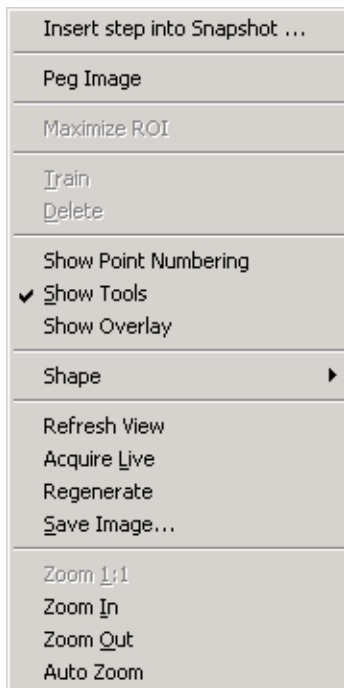 Insert step into Snapshot ...
Peg Image
Maximize ROI
Train
Delete
Show Point Numbering
Show Tools
Show Overlay
Shape
Refresh View
Acquire Live
Regenerate
Save Image...
Zoom 1:1
Zoom In
Zoom Out
Auto Zoom